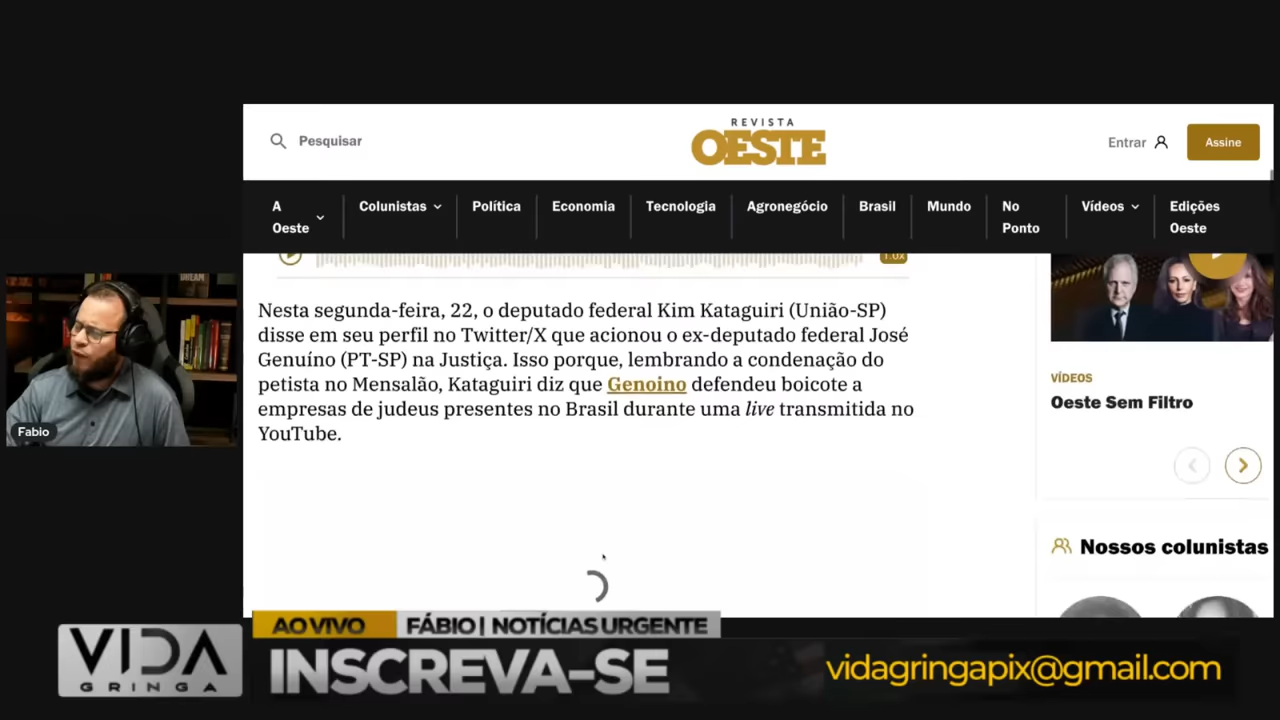 Pesquisar
REVISTA
OESTE
Entrar
Assine
A Oeste
Colunistas
Política
Economia
Tecnologia
Agronegócio
Brasil
Mundo
No Ponto
Vídeos
Edições Oeste
1.0x
Nesta segunda-feira, 22, o deputado federal Kim Kataguiri (União-SP)
disse em seu perfil no Twitter/X que acionou o ex-deputado federal José
Genuíno (PT-SP) na Justiça. Isso porque, lembrando a condenação do
petista no Mensalão, Kataguiri diz que Genoino defendeu boicote a
empresas de judeus presentes no Brasil durante uma live transmitida no
YouTube.
VÍDEOS
Oeste Sem Filtro
Nossos colunistas
DREAM
Fabio
AO VIVO
FÁBIO | NOTÍCIAS URGENTE
VIDA
GRINGA
INSCREVA-SE
vidagringapix@gmail.com